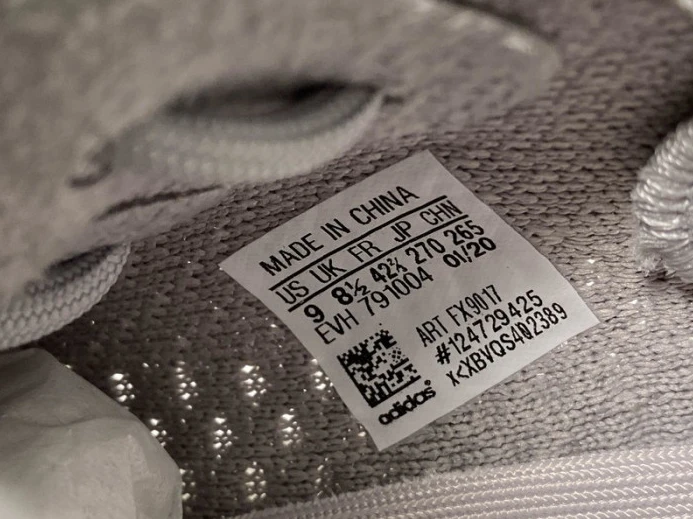 MADE IN CHINA
US UK FR JP CHN
9 8½ 42⅔ 270 265
EVH 791004 01/20
ART FX9017
#124729425
X<XBVQS4Q2389
adidas®